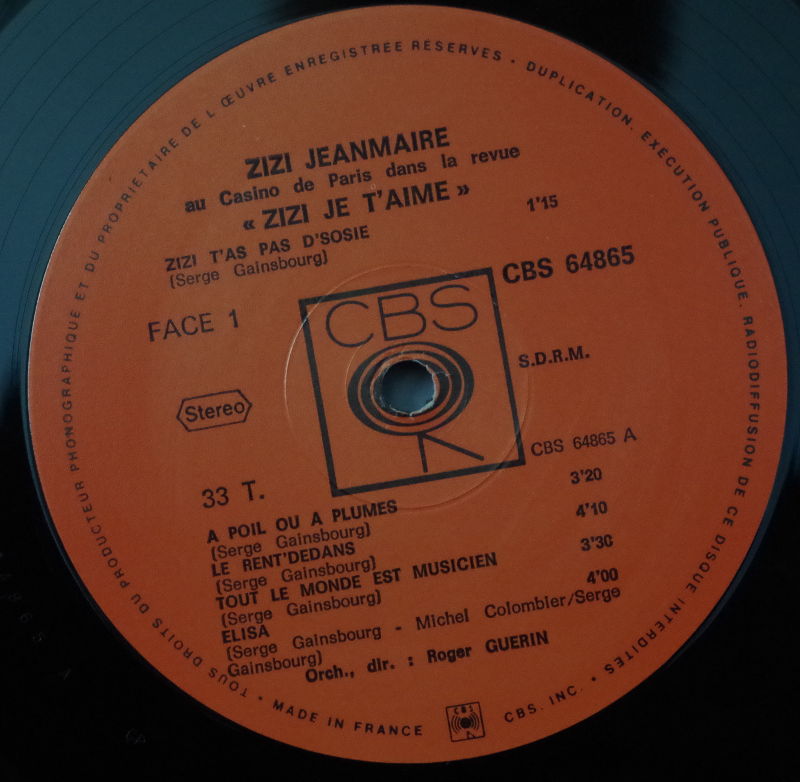 TOUS DROITS DU PRODUCTEUR PHONOGRAPHIQUE ET DU PROPRIETAIRE DE L'ŒUVRE ENREGISTREE RESERVES • DUPLICATION. EXECUTION PUBLIQUE. RADIODIFFUSION DE CE DISQUE INTERDITES •
ZIZI JEANMAIRE
au Casino de Paris dans la revue
« ZIZI JE T'AIME »
ZIZI T'AS PAS D'SOSIE 1'15
(Serge Gainsbourg)
CBS 64865
FACE 1
CBS
S.D.R.M.
Stereo
CBS 64865 A
33 T.
A POIL OU A PLUMES 3'20
(Serge Gainsbourg)
LE RENT'DEDANS 4'10
(Serge Gainsbourg)
TOUT LE MONDE EST MUSICIEN 3'30
(Serge Gainsbourg)
ELISA 4'00
(Serge Gainsbourg - Michel Colombier/Serge
Gainsbourg)
Orch., dir. : Roger GUERIN
• MADE IN FRANCE
CBS
CBS. INC. •